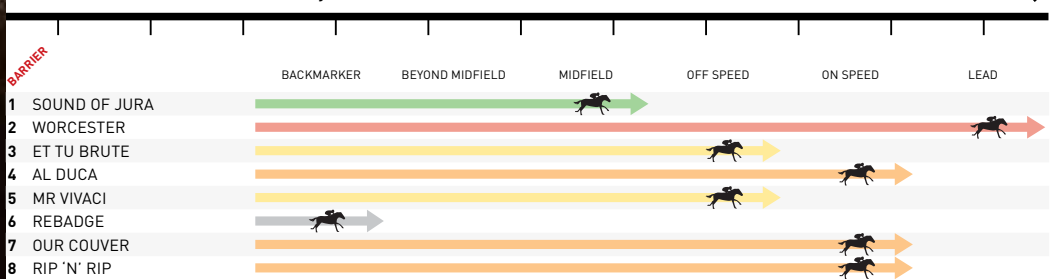 BARRIER
BACKMARKER BEYOND MIDFIELD MIDFIELD OFF SPEED ON SPEED LEAD
1 SOUND OF JURA
2 WORCESTER
3 ET TU BRUTE
4 AL DUCA
5 MR VIVACI
6 REBADGE
7 OUR COUVER
8 RIP ‘N’ RIP